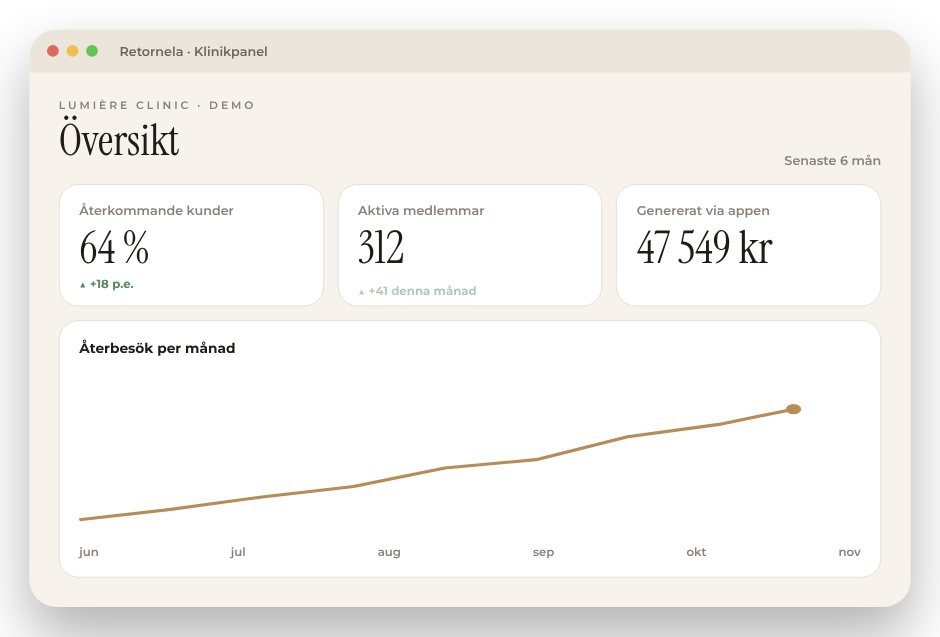 Retornela · Klinikpanel
LUMIÈRE CLINIC · DEMO
Översikt
Senaste 6 mån
Återkommande kunder
64 %
▲ +18 p.e.
Aktiva medlemmar
312
▲ +41 denna månad
Genererat via appen
47 549 kr
Återbesök per månad
jun jul aug sep okt nov